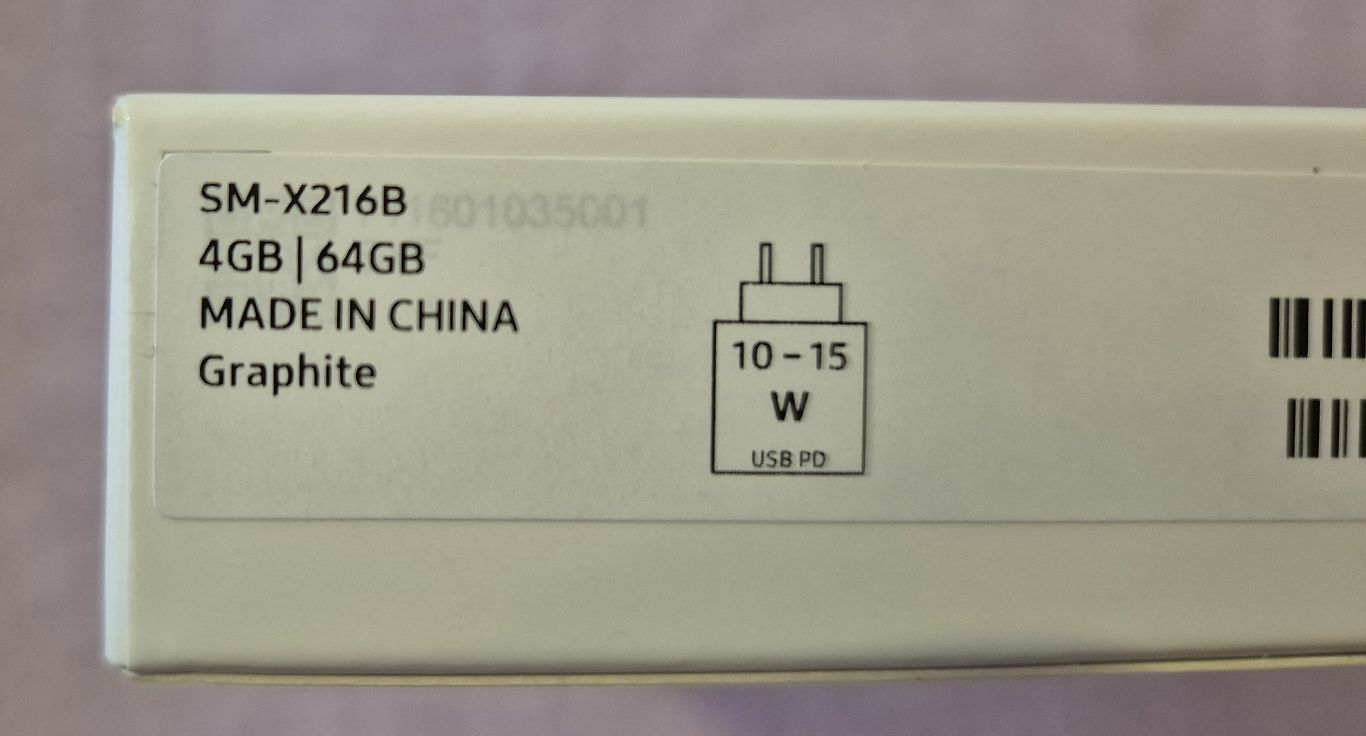 SM-X216B
4GB | 64GB
MADE IN CHINA
Graphite
10 – 15
W
USB PD